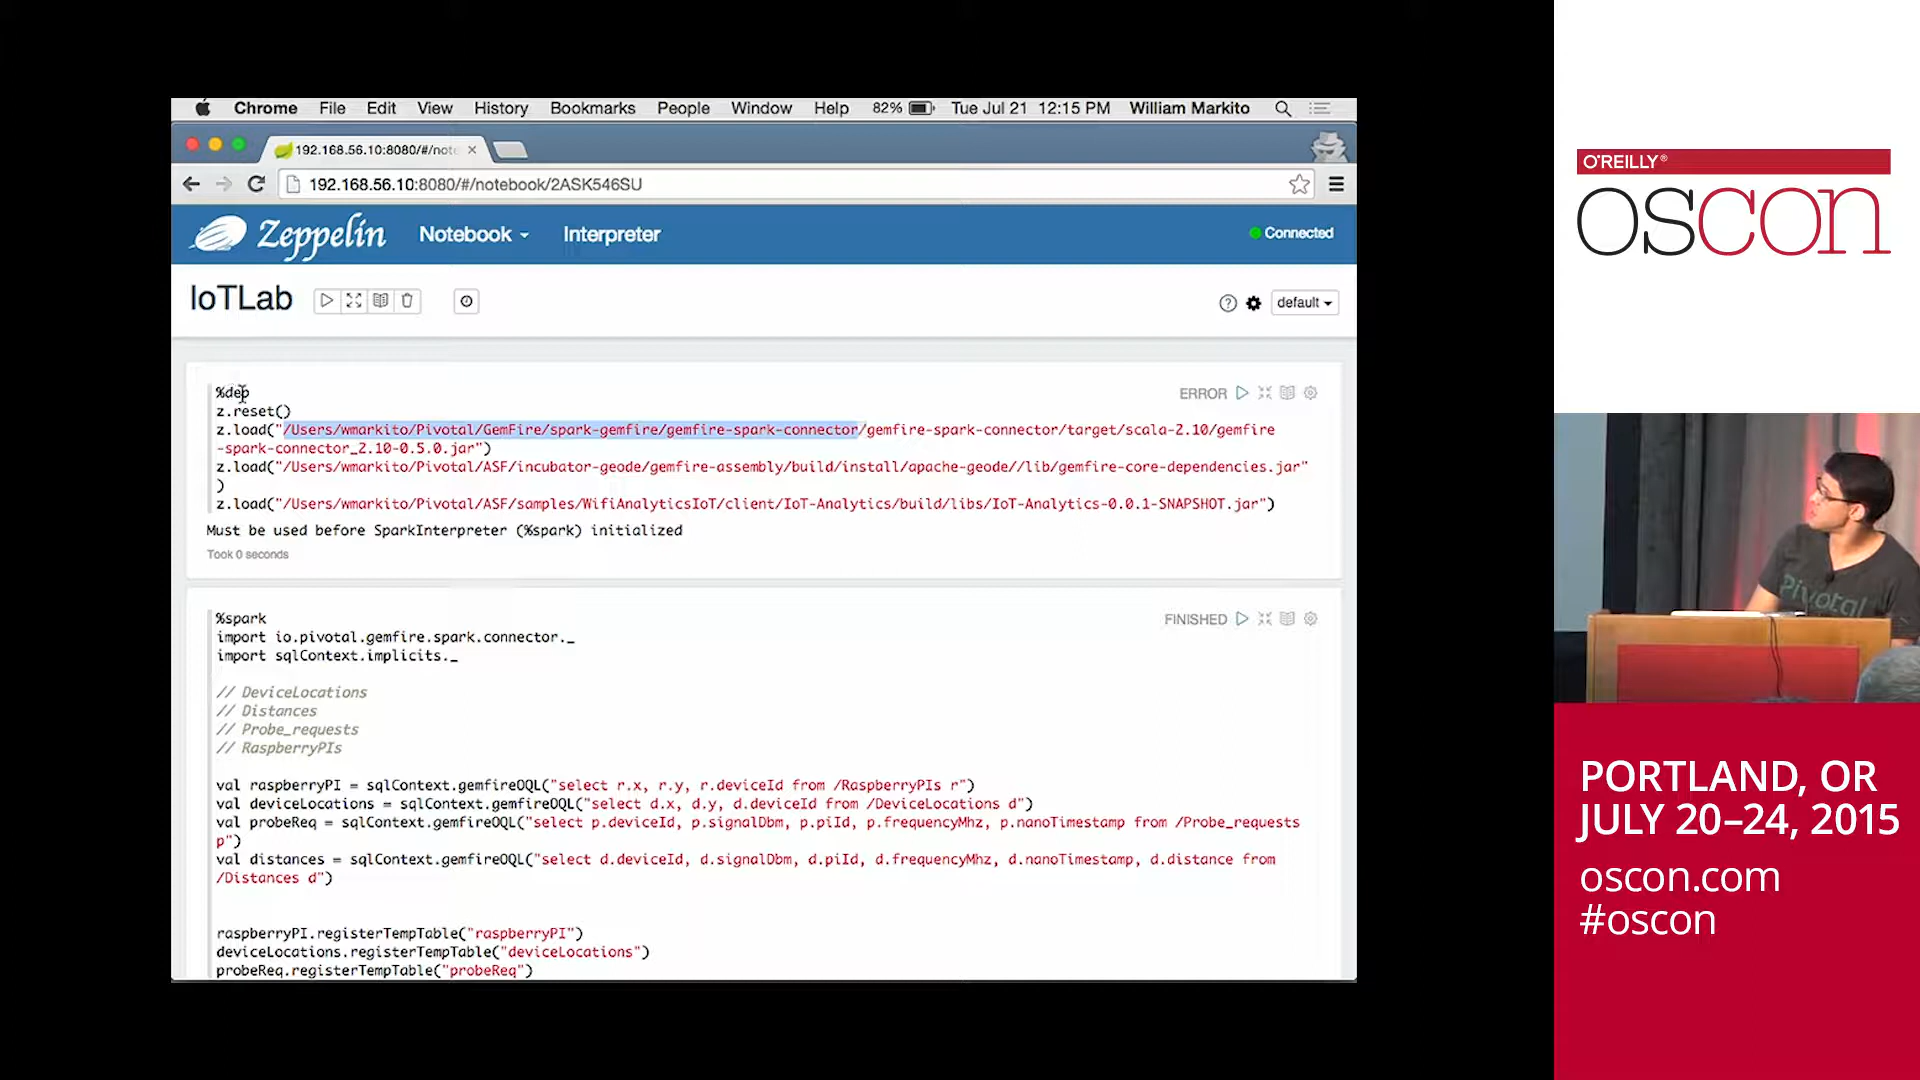 Chrome File Edit View History Bookmarks People Window Help 82% Tue Jul 21 12:15 PM William Markito
192.168.56.10:8080/#/note
192.168.56.10:8080/#/notebook/2ASK546SU
Zeppelin Notebook Interpreter Connected
IoTLab default
%dep ERROR
z.reset()
z.load("/Users/wmarkito/Pivotal/GemFire/spark-gemfire/gemfire-spark-connector/gemfire-spark-connector/target/scala-2.10/gemfire
-spark-connector_2.10-0.5.0.jar")
z.load("/Users/wmarkito/Pivotal/ASF/incubator-geode/gemfire-assembly/build/install/apache-geode//lib/gemfire-core-dependencies.jar"
)
z.load("/Users/wmarkito/Pivotal/ASF/samples/WifiAnalyticsIoT/client/IoT-Analytics/build/libs/IoT-Analytics-0.0.1-SNAPSHOT.jar")
Must be used before SparkInterpreter (%spark) initialized
Took 0 seconds
%spark FINISHED
import io.pivotal.gemfire.spark.connector._
import sqlContext.implicits._
// DeviceLocations
// Distances
// Probe_requests
// RaspberryPIs
val raspberryPI = sqlContext.gemfireOQL("select r.x, r.y, r.deviceId from /RaspberryPIs r")
val deviceLocations = sqlContext.gemfireOQL("select d.x, d.y, d.deviceId from /DeviceLocations d")
val probeReq = sqlContext.gemfireOQL("select p.deviceId, p.signalDbm, p.piId, p.frequencyMhz, p.nanoTimestamp from /Probe_requests
p")
val distances = sqlContext.gemfireOQL("select d.deviceId, d.signalDbm, d.piId, d.frequencyMhz, d.nanoTimestamp, d.distance from
/Distances d")
raspberryPI.registerTempTable("raspberryPI")
deviceLocations.registerTempTable("deviceLocations")
probeReq.registerTempTable("probeReq")
O'REILLY®
OSCON
Pivotal
PORTLAND, OR
JULY 20–24, 2015
oscon.com
#oscon